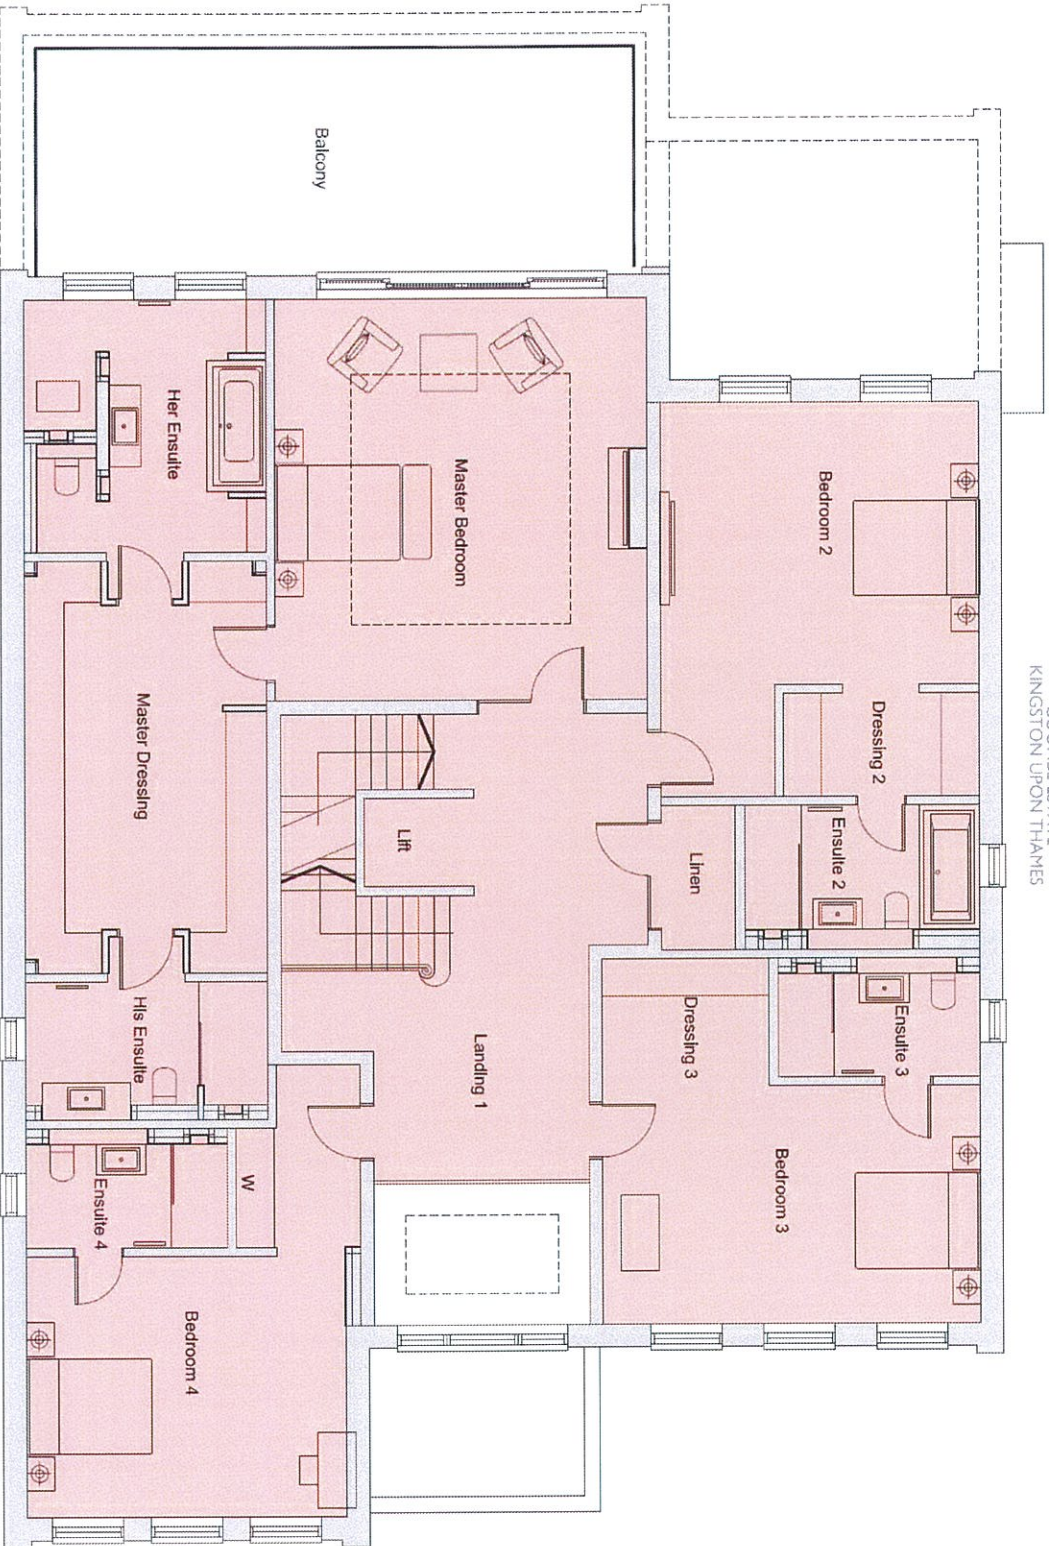 KINGSTON UPON THAMES
Balcony
Bedroom 2
Dressing 2
Ensuite 2
Ensuite 3
Bedroom 3
Linen
Dressing 3
Master Bedroom
Lift
Landing 1
Her Ensuite
Master Dressing
His Ensuite
W
Ensuite 4
Bedroom 4